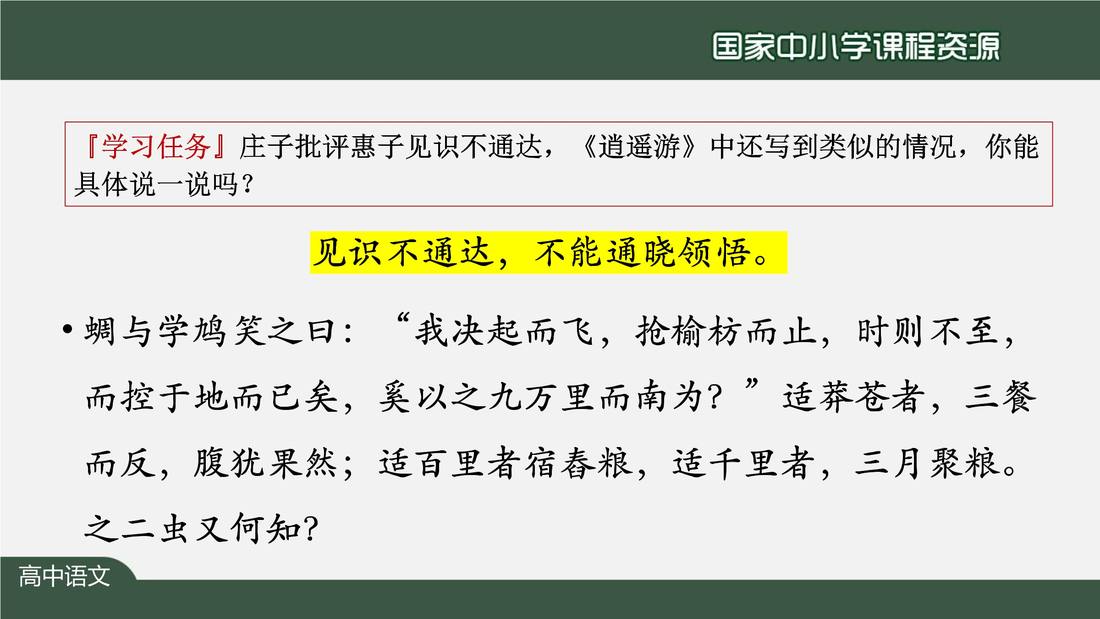 国家中小学课程资源
『学习任务』庄子批评惠子见识不通达，《逍遥游》中还写到类似的情况，你能
具体说一说吗？
见识不通达，不能通晓领悟。
• 蜩与学鸠笑之曰：“我决起而飞，抢榆枋而止，时则不至，
而控于地而已矣，奚以之九万里而南为？”适莽苍者，三餐
而反，腹犹果然；适百里者宿舂粮，适千里者，三月聚粮。
之二虫又何知？
高中语文